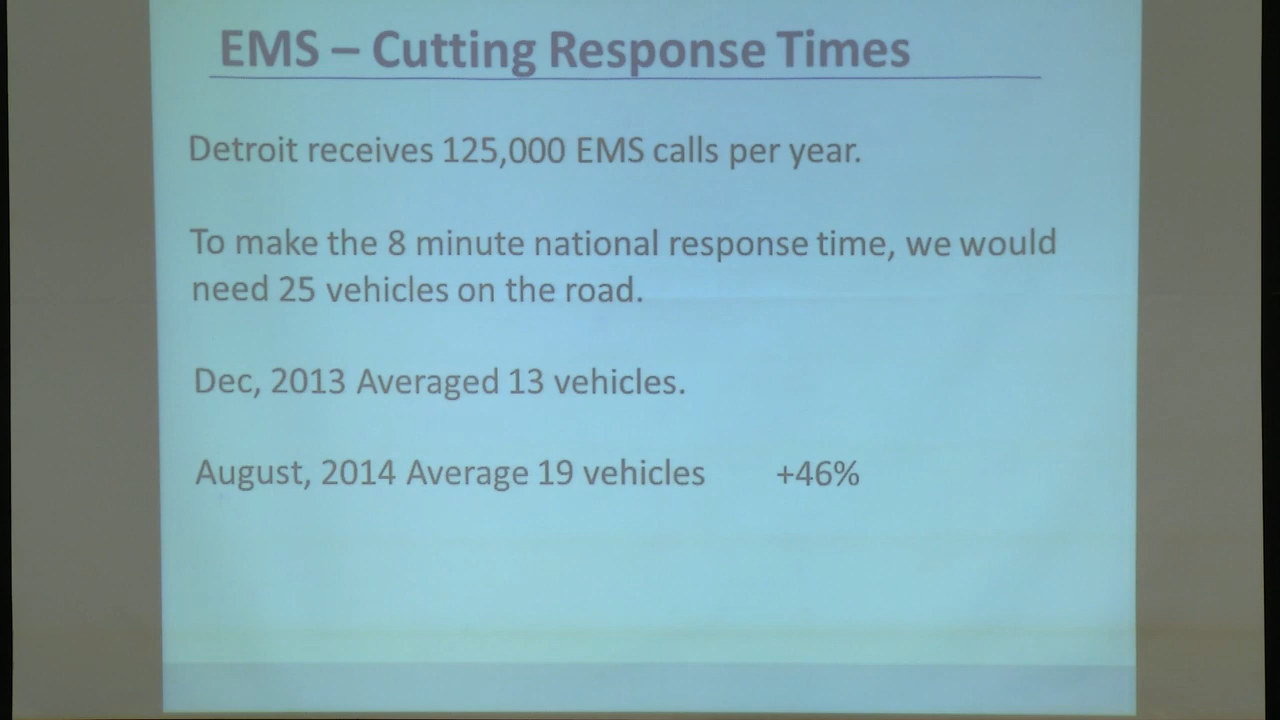 EMS – Cutting Response Times
Detroit receives 125,000 EMS calls per year.
To make the 8 minute national response time, we would
need 25 vehicles on the road.
Dec, 2013 Averaged 13 vehicles.
August, 2014 Average 19 vehicles +46%